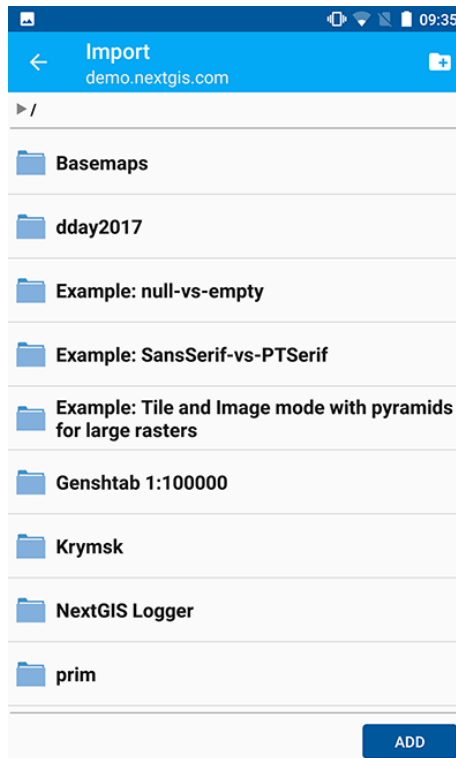 09:35
Import
demo.nextgis.com
/
Basemaps
dday2017
Example: null-vs-empty
Example: SansSerif-vs-PTSerif
Example: Tile and Image mode with pyramids
for large rasters
Genshtab 1:100000
Krymsk
NextGIS Logger
prim
ADD